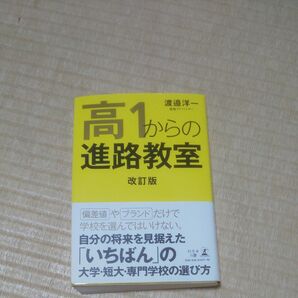 渡邉洋一
高1からの
進路教室
改訂版
偏差値やブランドだけで
学校を選んではいけない。
自分の将来を見据えた
「いちばん」の
大学・短大・専門学校の選び方